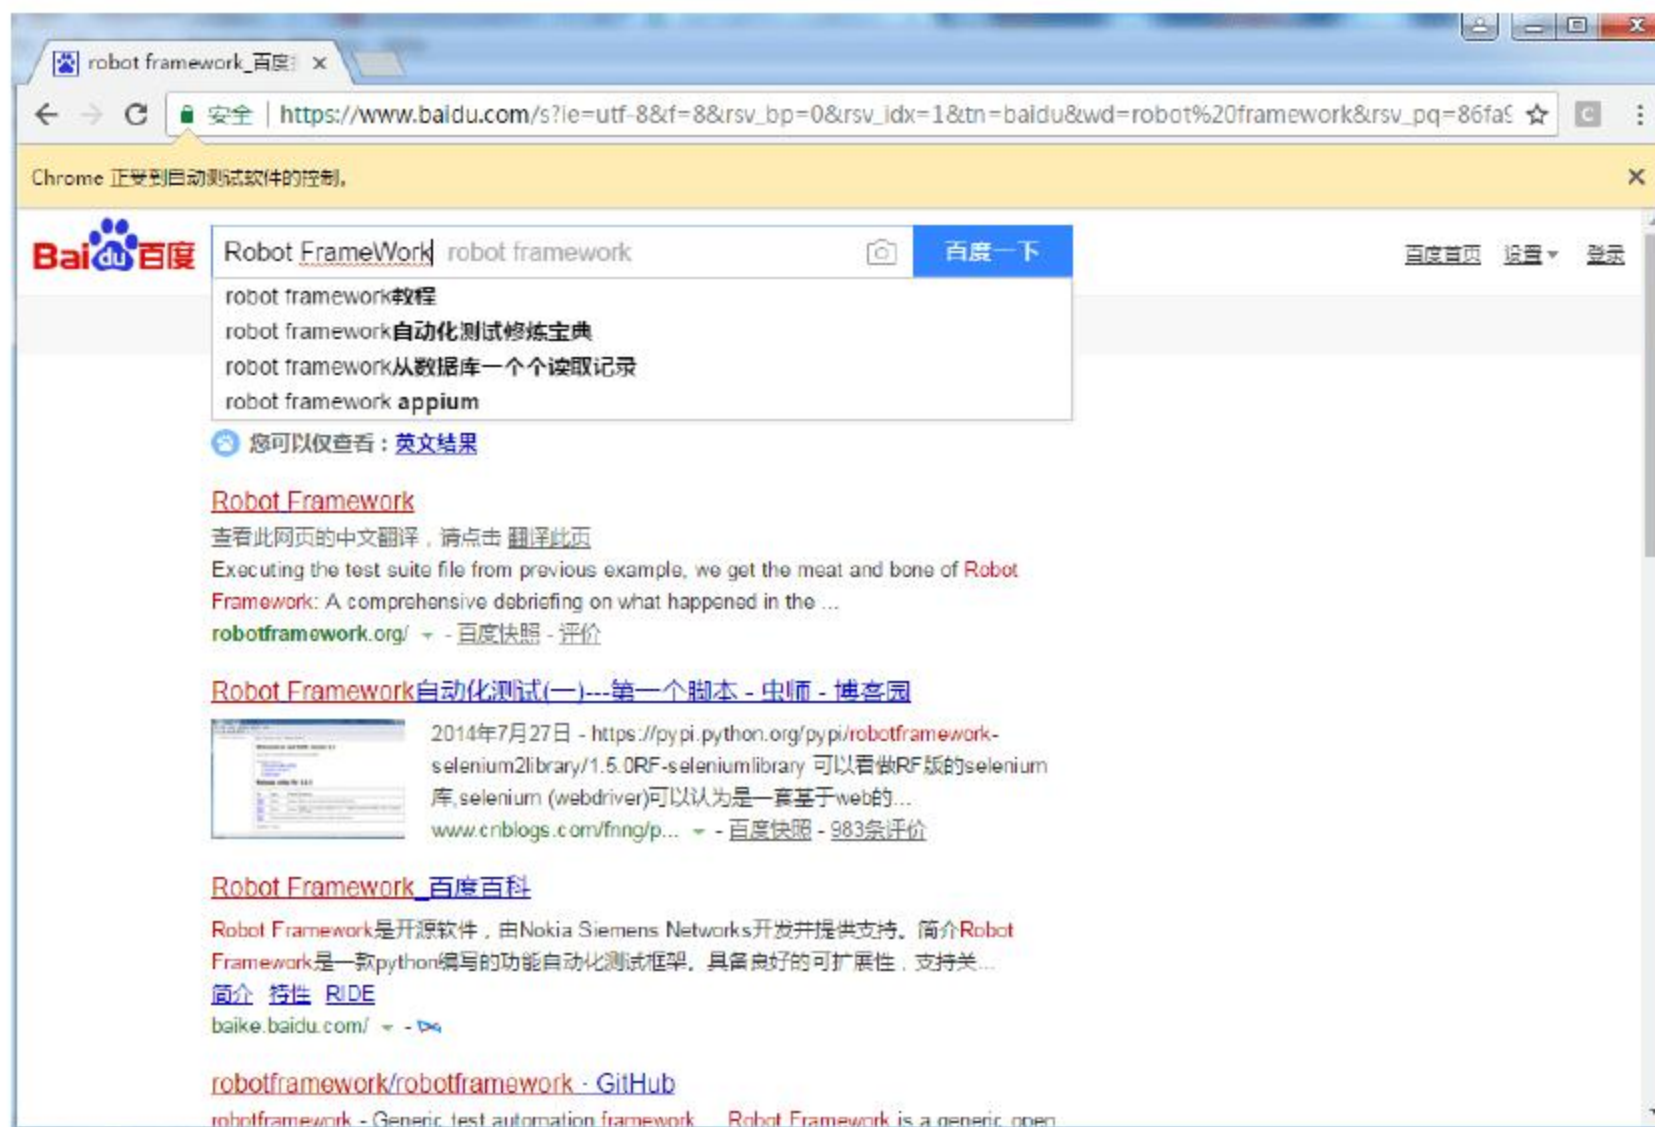 robot framework_百度
安全 | https://www.baidu.com/s?ie=utf-8&f=8&rsv_bp=0&rsv_idx=1&tn=baidu&wd=robot%20framework&rsv_pq=86fa9
Chrome 正受到自动测试软件的控制。
Bai du 百度 Robot FrameWork robot framework 百度一下 百度首页 设置 登录
robot framework教程
robot framework自动化测试修炼宝典
robot framework从数据库一个个读取记录
robot framework appium
您可以仅查看：英文结果
Robot Framework
查看此网页的中文翻译，请点击 翻译此页
Executing the test suite file from previous example, we get the meat and bone of Robot
Framework: A comprehensive debriefing on what happened in the ...
robotframework.org/ - 百度快照 - 评价
Robot Framework自动化测试(一)---第一个脚本 - 虫师 - 博客园
2014年7月27日 - https://pypi.python.org/pypi/robotframework-
selenium2library/1.5.0RF-seleniumlibrary 可以看做RF版的selenium
库,selenium (webdriver)可以认为是一套基于web的...
www.cnblogs.com/fnng/p... - 百度快照 - 983条评价
Robot Framework_百度百科
Robot Framework是开源软件，由Nokia Siemens Networks开发并提供支持。简介Robot
Framework是一款python编写的功能自动化测试框架。具备良好的可扩展性，支持关...
简介 特性 RIDE
baike.baidu.com/ -
robotframework/robotframework · GitHub
robotframework - Generic test automation framework ... Robot Framework is a generic open